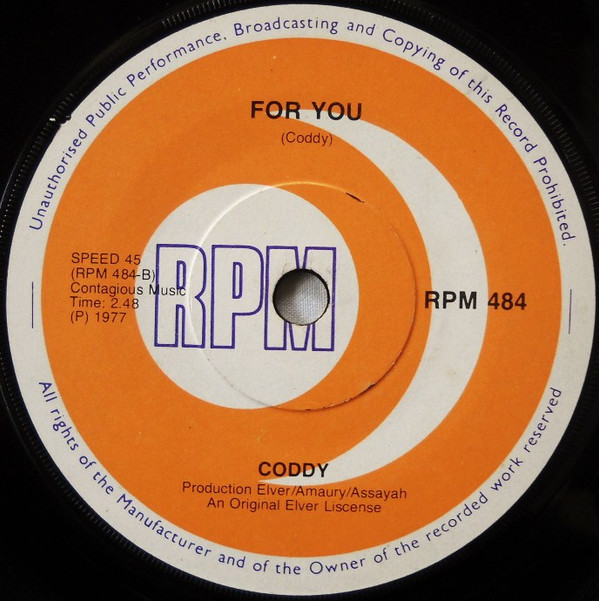 Unauthorised Public Performance, Broadcasting and Copying of this Record Prohibited.
FOR YOU
(Coddy)
SPEED 45
(RPM 484-B)
Contagious Music
Time: 2.48
(P) 1977
RPM
RPM 484
CODDY
Production Elver/Amaury/Assayah
An Original Elver Liscense
All rights of the Manufacturer and of the Owner of the recorded work reserved